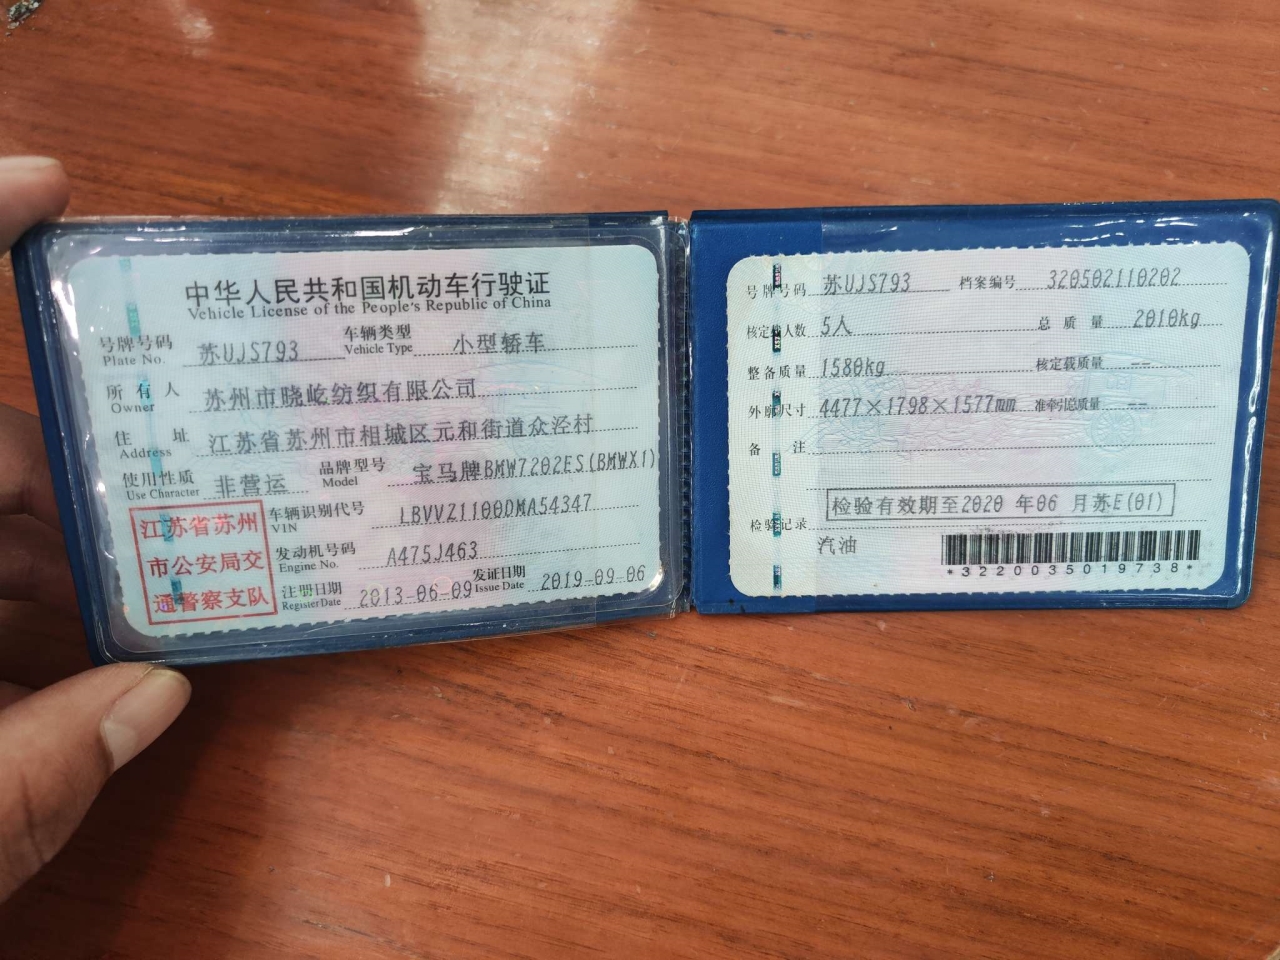 中华人民共和国机动车行驶证
Vehicle License of the People's Republic of China
号牌号码 苏UJS793 车辆类型 小型轿车
Plate No. Vehicle Type
所有人 苏州市晓屹纺织有限公司
Owner
住址 江苏省苏州市相城区元和街道众泾村
Address
使用性质 非营运 品牌型号 宝马牌BMW7202ES(BMWX1)
Use Character Model
江苏省苏州
市公安局交
通警察支队
车辆识别代号 LBVVZ1100DMA54347
VIN
发动机号码 A475J463
Engine No.
注册日期 2013-06-09 发证日期 2019-09-06
Register Date Issue Date
号牌号码 苏UJS793 档案编号 320502110202
核定载人数 5人 总质量 2010kg
整备质量 1580kg 核定载质量 --
外廓尺寸 4477×1798×1577mm 准牵引总质量 --
备注
检验有效期至2020年06月苏E(01)
检验记录
汽油
*3220035019738*